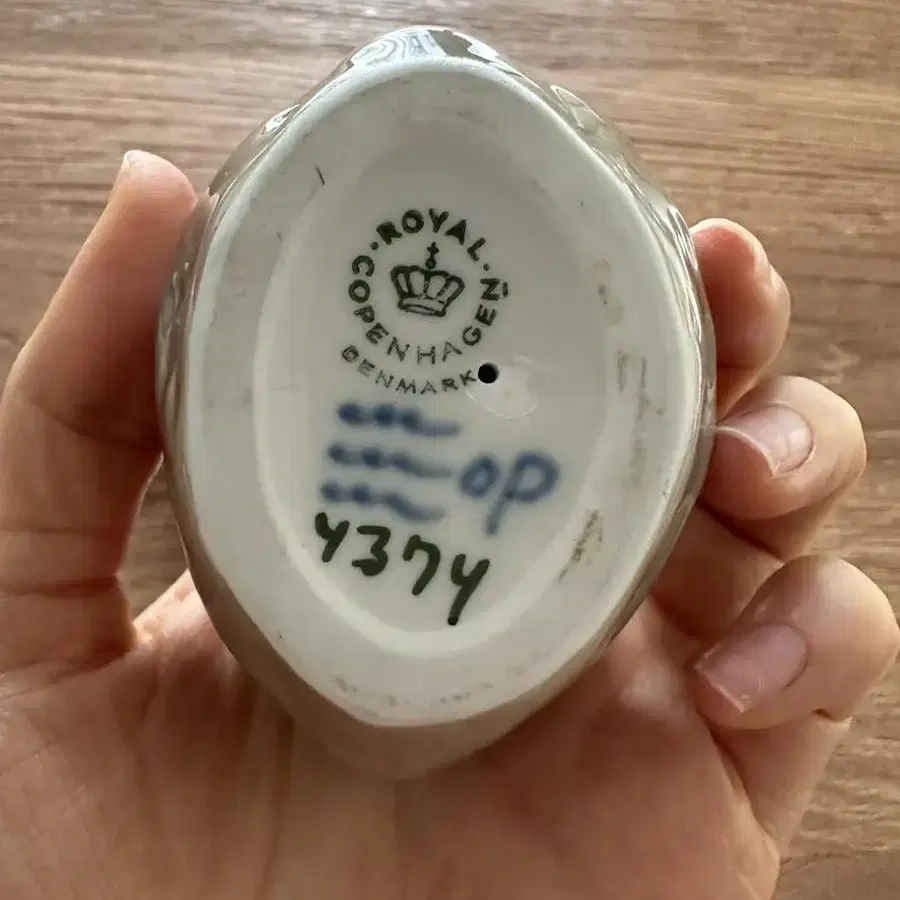 ROYAL
COPENHAGEN
DENMARK
OP
4374